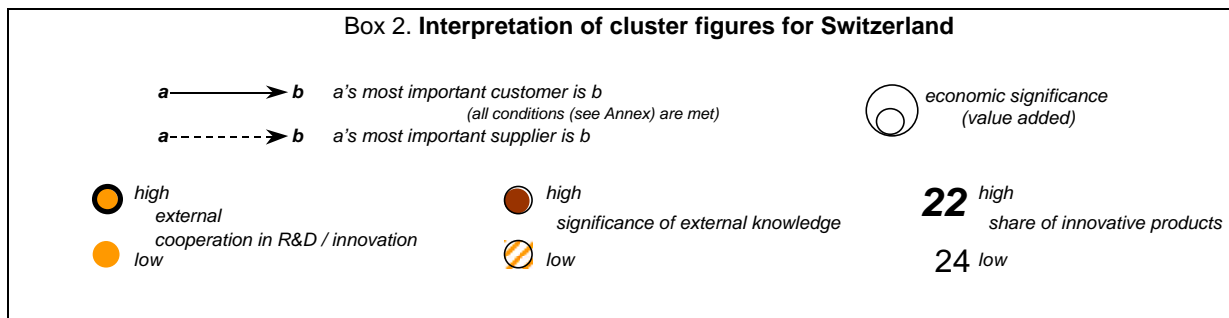 Box 2. Interpretation of cluster figures for Switzerland
a b a's most important customer is b
(all conditions (see Annex) are met)
a b a's most important supplier is b
economic significance
(value added)
high
external
cooperation in R&D / innovation
low
high
significance of external knowledge
low
22 high
share of innovative products
24 low